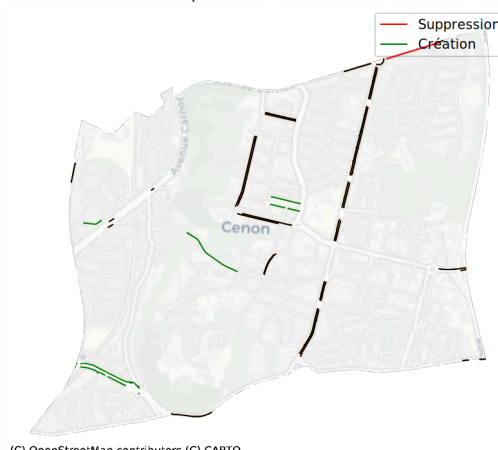 Suppression
Création
Avenue Carnot
Cenon
(C) OpenStreetMap contributors (C) CARTO